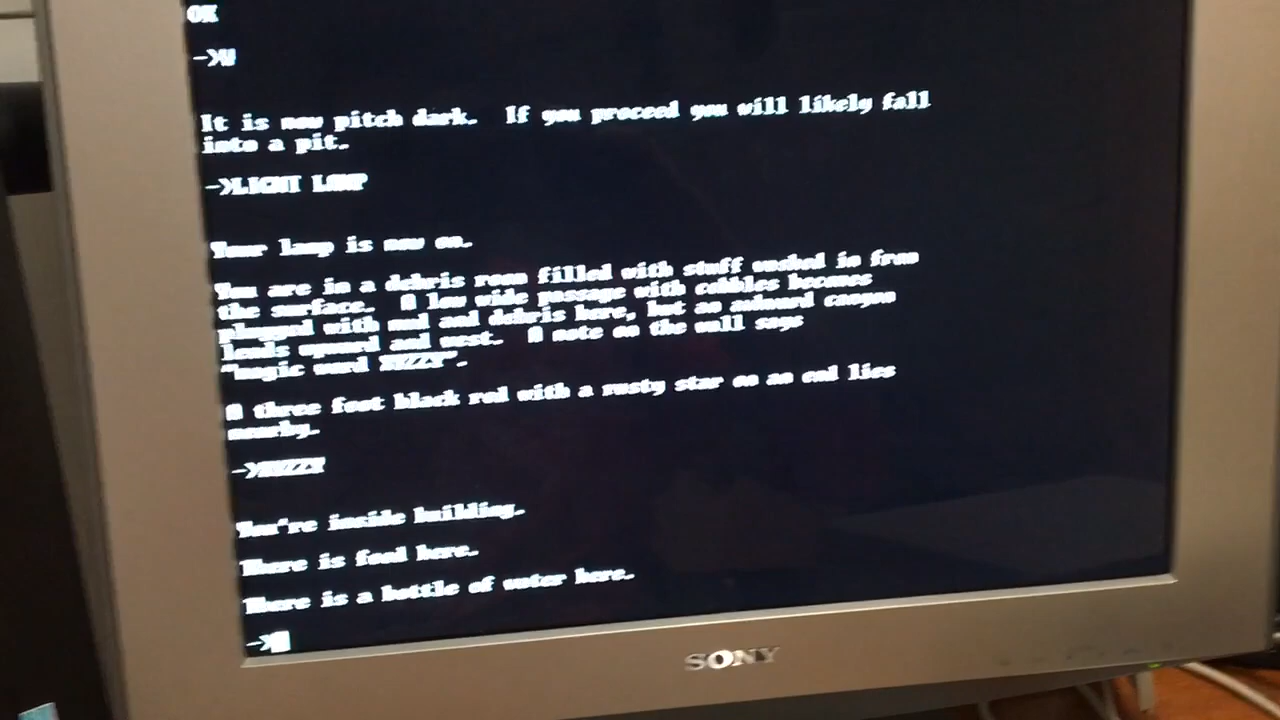 OK
->W
It is now pitch dark.  If you proceed you will likely fall
into a pit.
->LIGHT LAMP
Your lamp is now on.
You are in a debris room filled with stuff washed in from
the surface.  A low wide passage with cobbles becomes
plugged with mud and debris here, but an awkward canyon
leads upward and west.  A note on the wall says
"magic word XYZZY".
A three foot black rod with a rusty star on an end lies
nearby.
->XYZZY
You're inside building.
There is food here.
There is a bottle of water here.
->
SONY